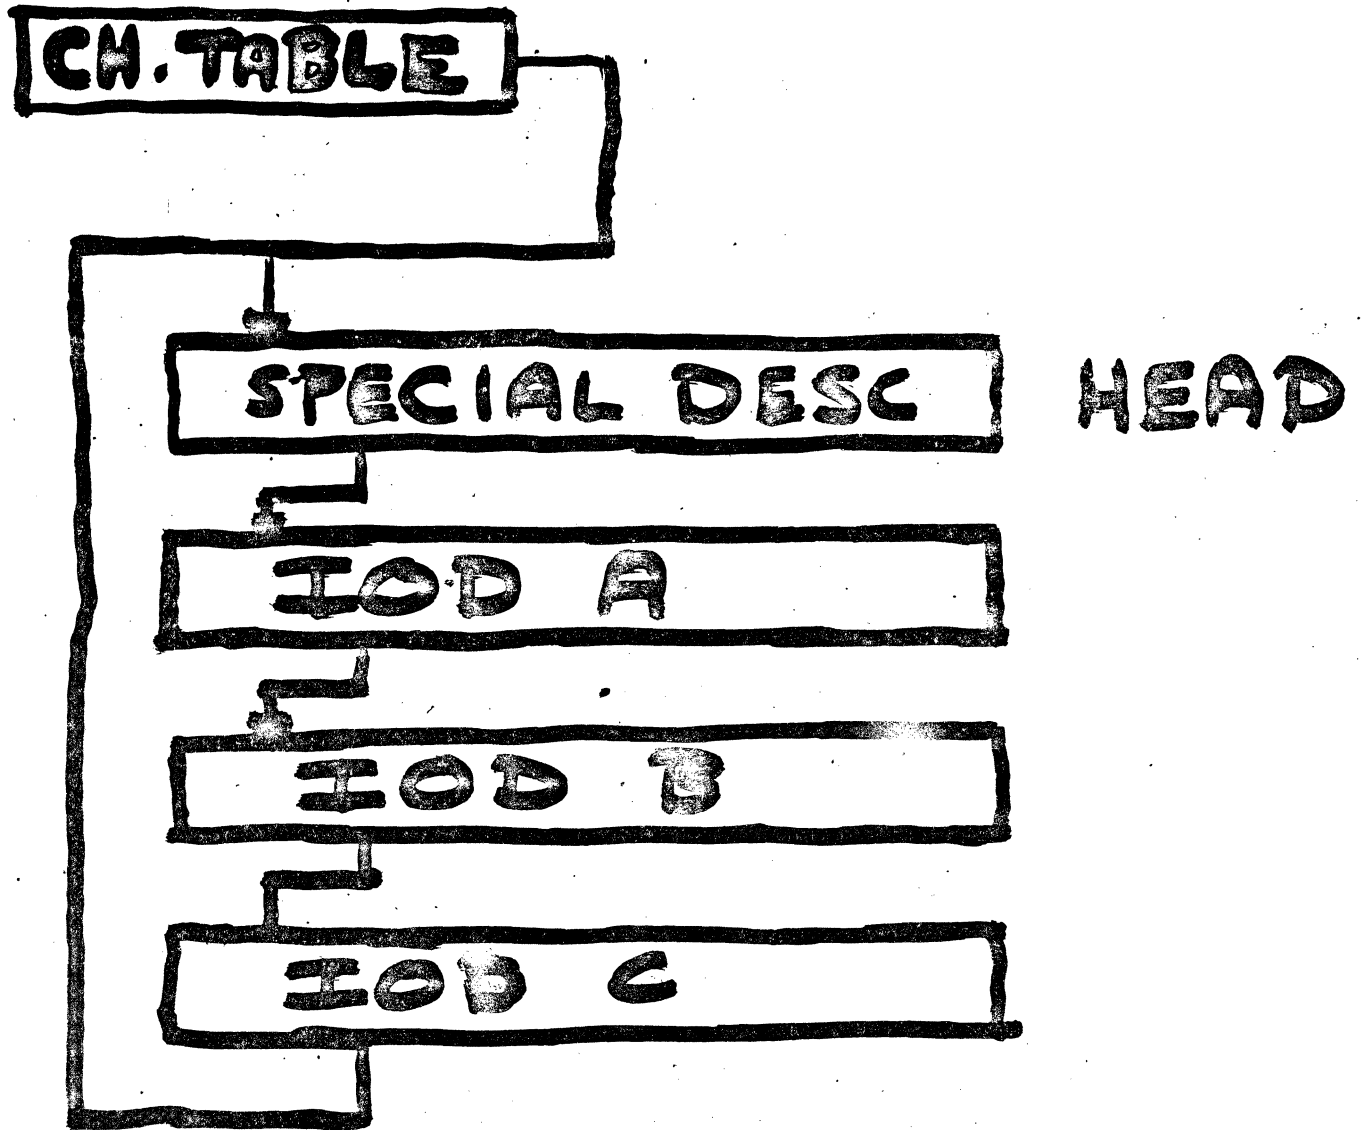 CH. TABLE
SPECIAL DESC
HEAD
IOD A
IOD B
IOD C